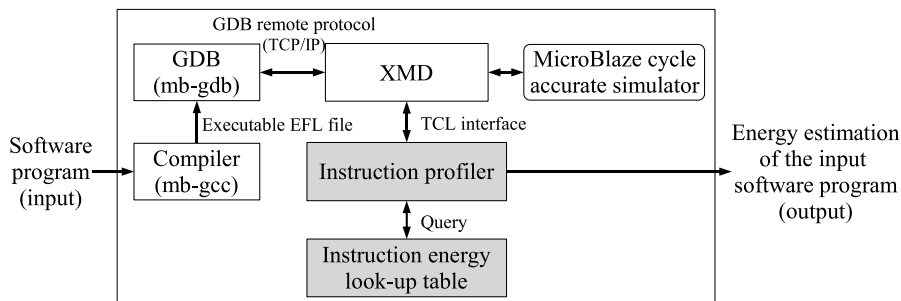 GDB remote protocol
(TCP/IP)
GDB
(mb-gdb)
XMD
MicroBlaze cycle
accurate simulator
Executable EFL file
TCL interface
Software
program
(input)
Compiler
(mb-gcc)
Instruction profiler
Energy estimation
of the input
software program
(output)
Query
Instruction energy
look-up table